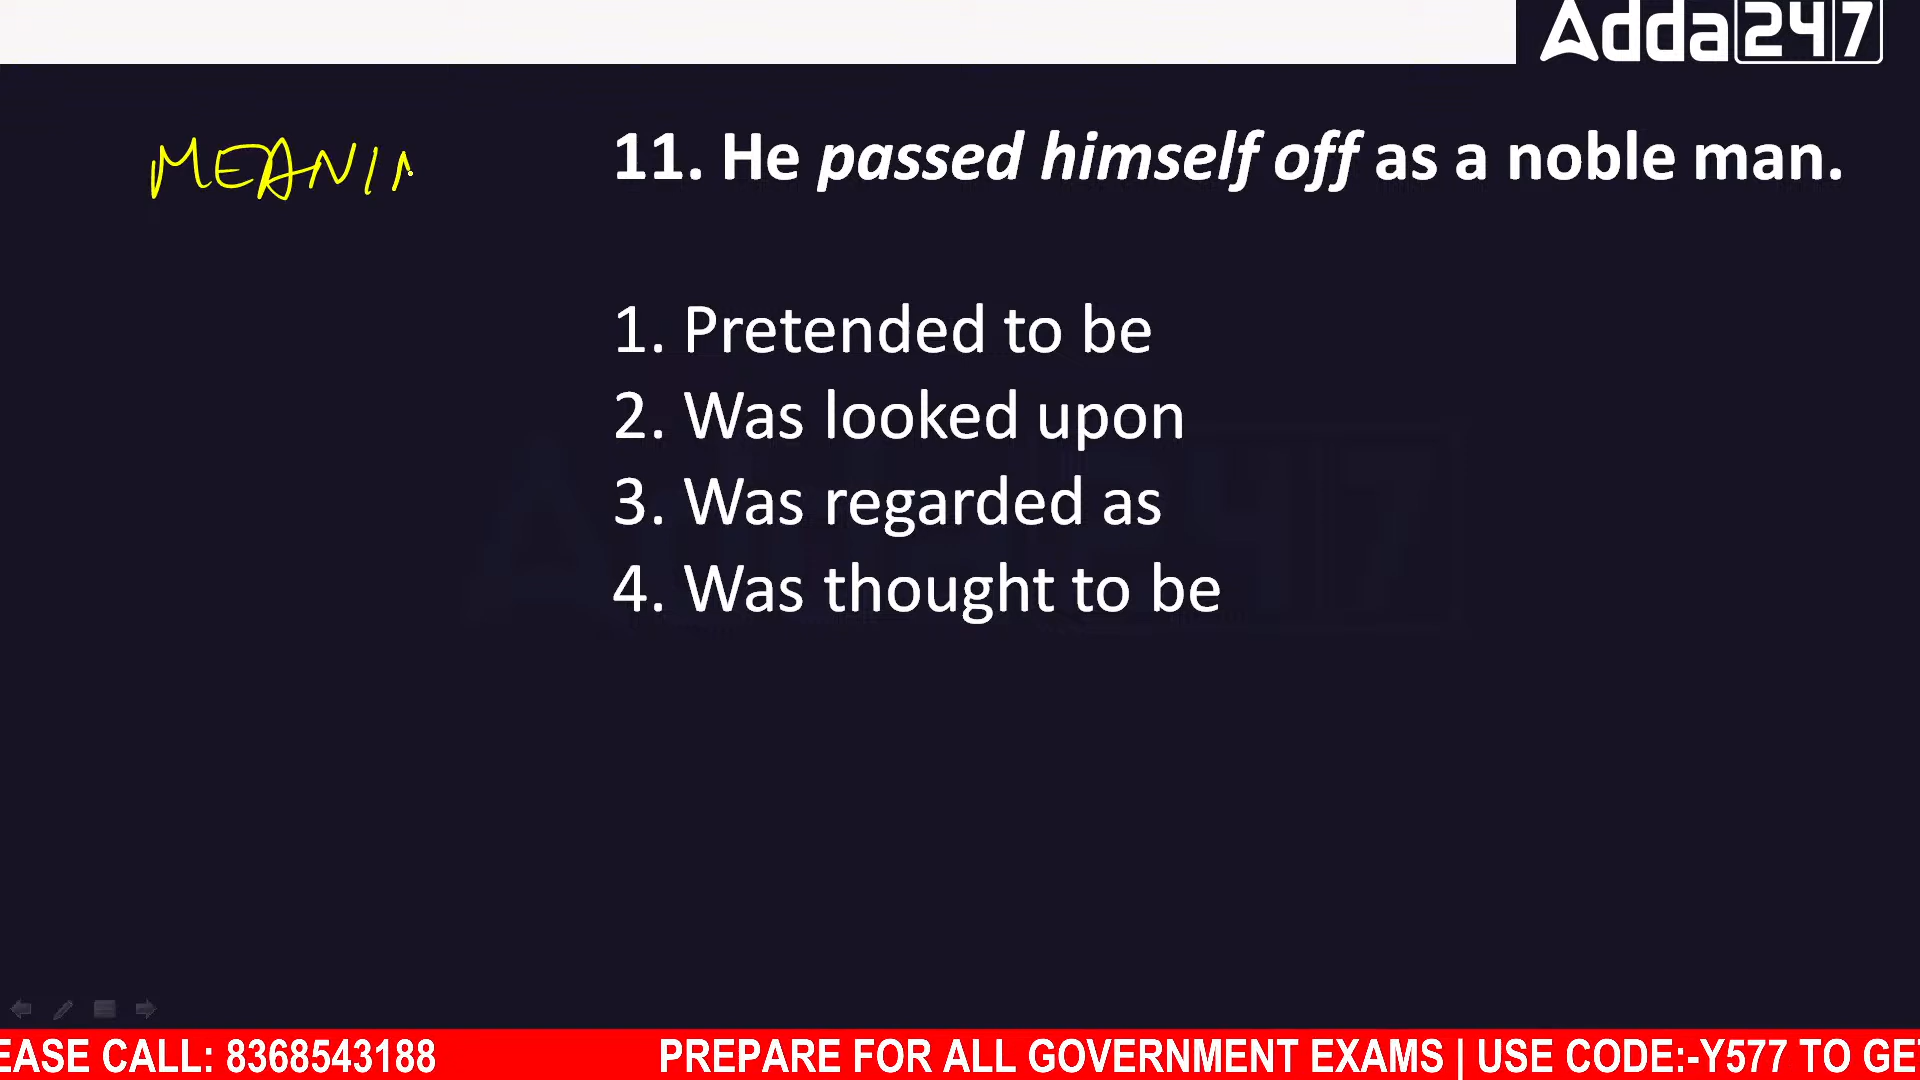 Adda247
MEANIN
11. He passed himself off as a noble man.
1. Pretended to be
2. Was looked upon
3. Was regarded as
4. Was thought to be
EASE CALL: 8368543188 PREPARE FOR ALL GOVERNMENT EXAMS | USE CODE:-Y577 TO GET